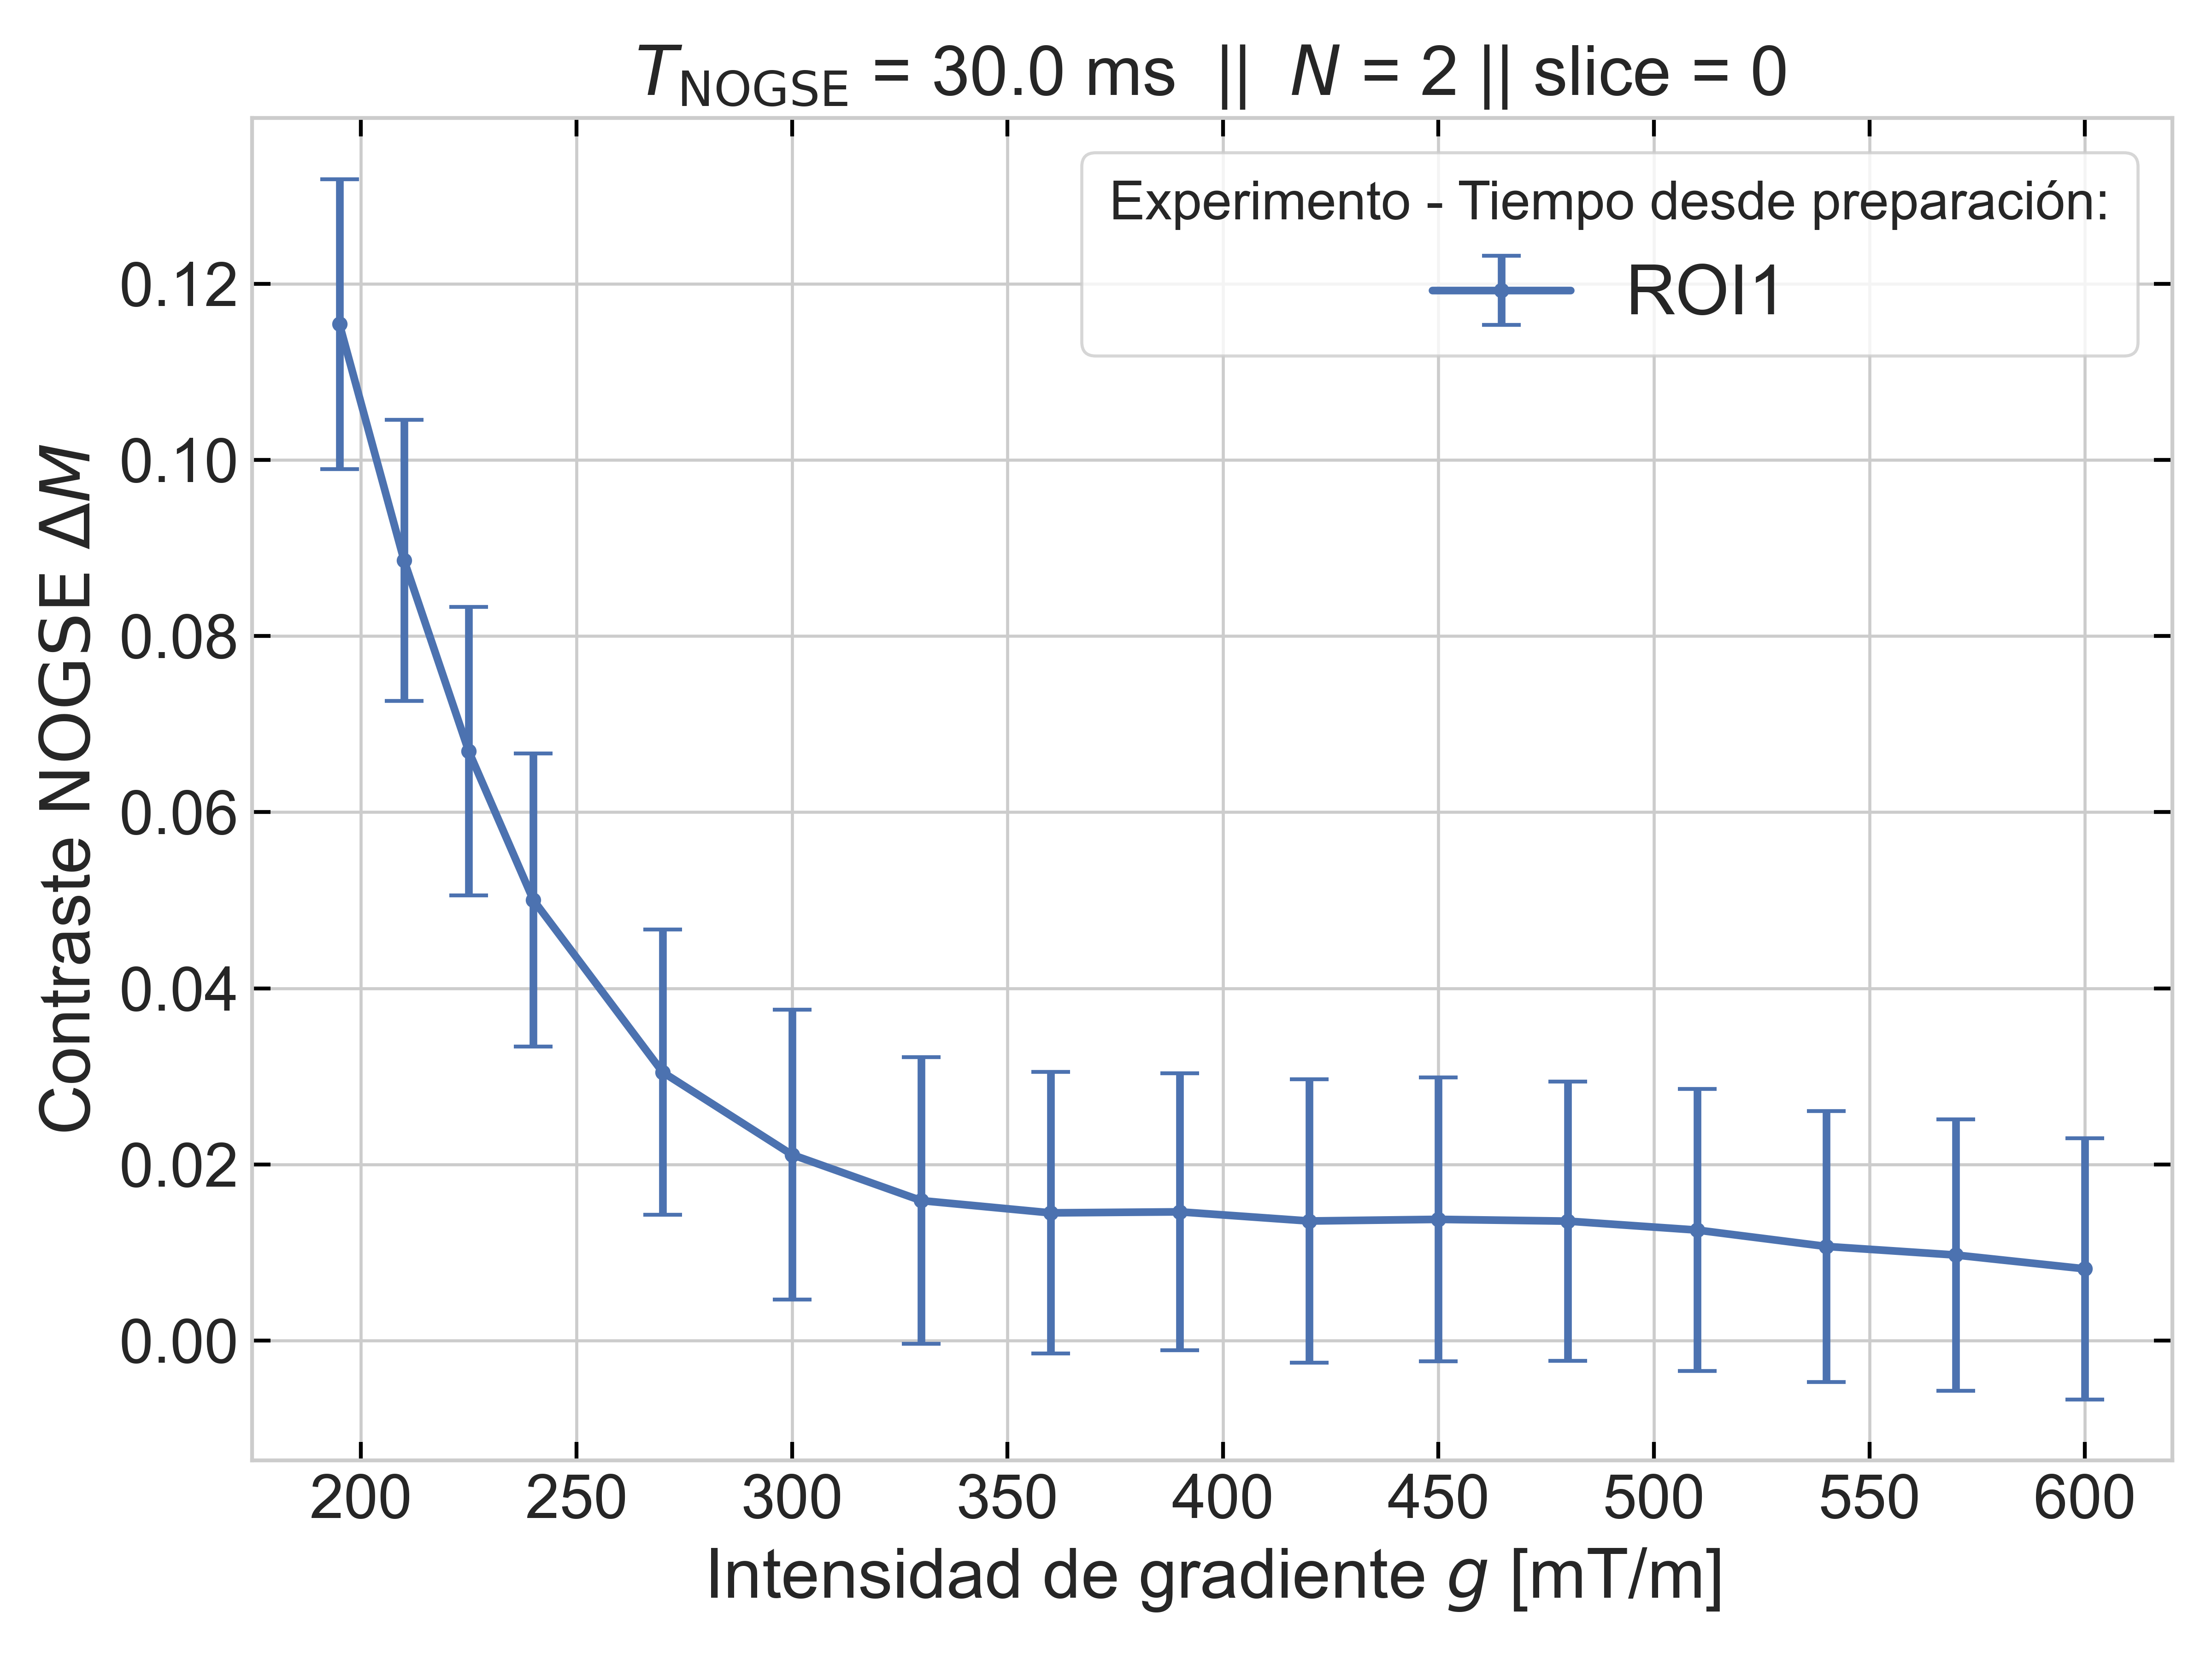 T_NOGSE = 30.0 ms || N = 2 || slice = 0
Experimento - Tiempo desde preparación:
ROI1
Contraste NOGSE ΔM
0.12
0.10
0.08
0.06
0.04
0.02
0.00
200 250 300 350 400 450 500 550 600
Intensidad de gradiente g [mT/m]